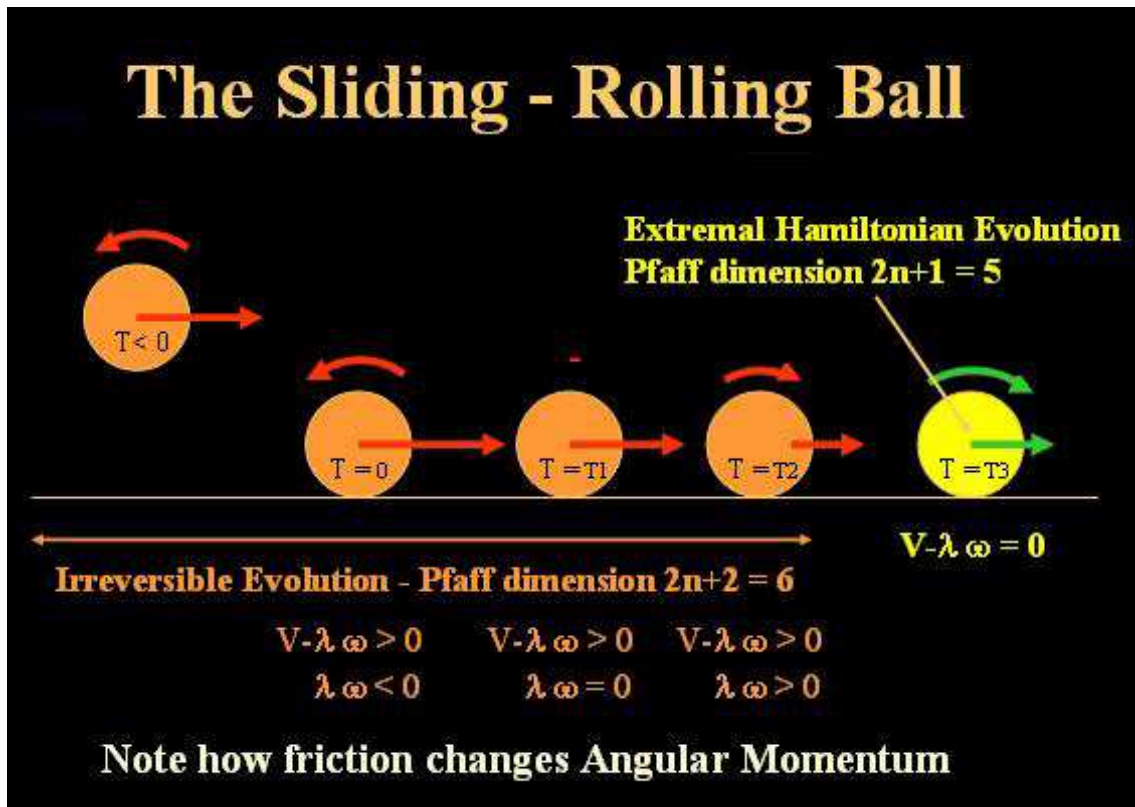 The Sliding - Rolling Ball
Extremal Hamiltonian Evolution
Pfaff dimension 2n+1 = 5
T< 0
T = 0
T =T1
T =T2
T =T3
V-λ ω = 0
Irreversible Evolution - Pfaff dimension 2n+2 = 6
V-λ ω > 0 V-λ ω > 0 V-λ ω > 0
λ ω < 0 λ ω = 0 λ ω > 0
Note how friction changes Angular Momentum